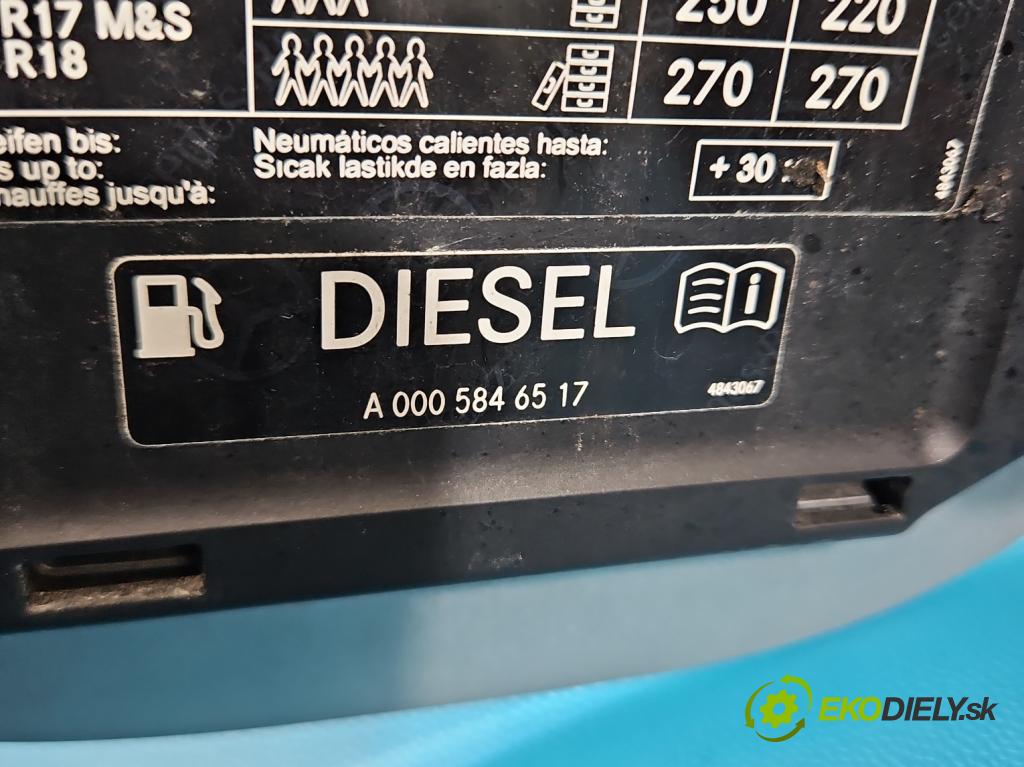 R17 M&S 250 220
R18 270 270
eifen bis: Neumáticos calientes hasta:
s up to: Sıcak lastikde en fazla: + 30
hauffes jusqu'à:
DIESEL
A 000 584 65 17 4843067
EKODIELY.sk